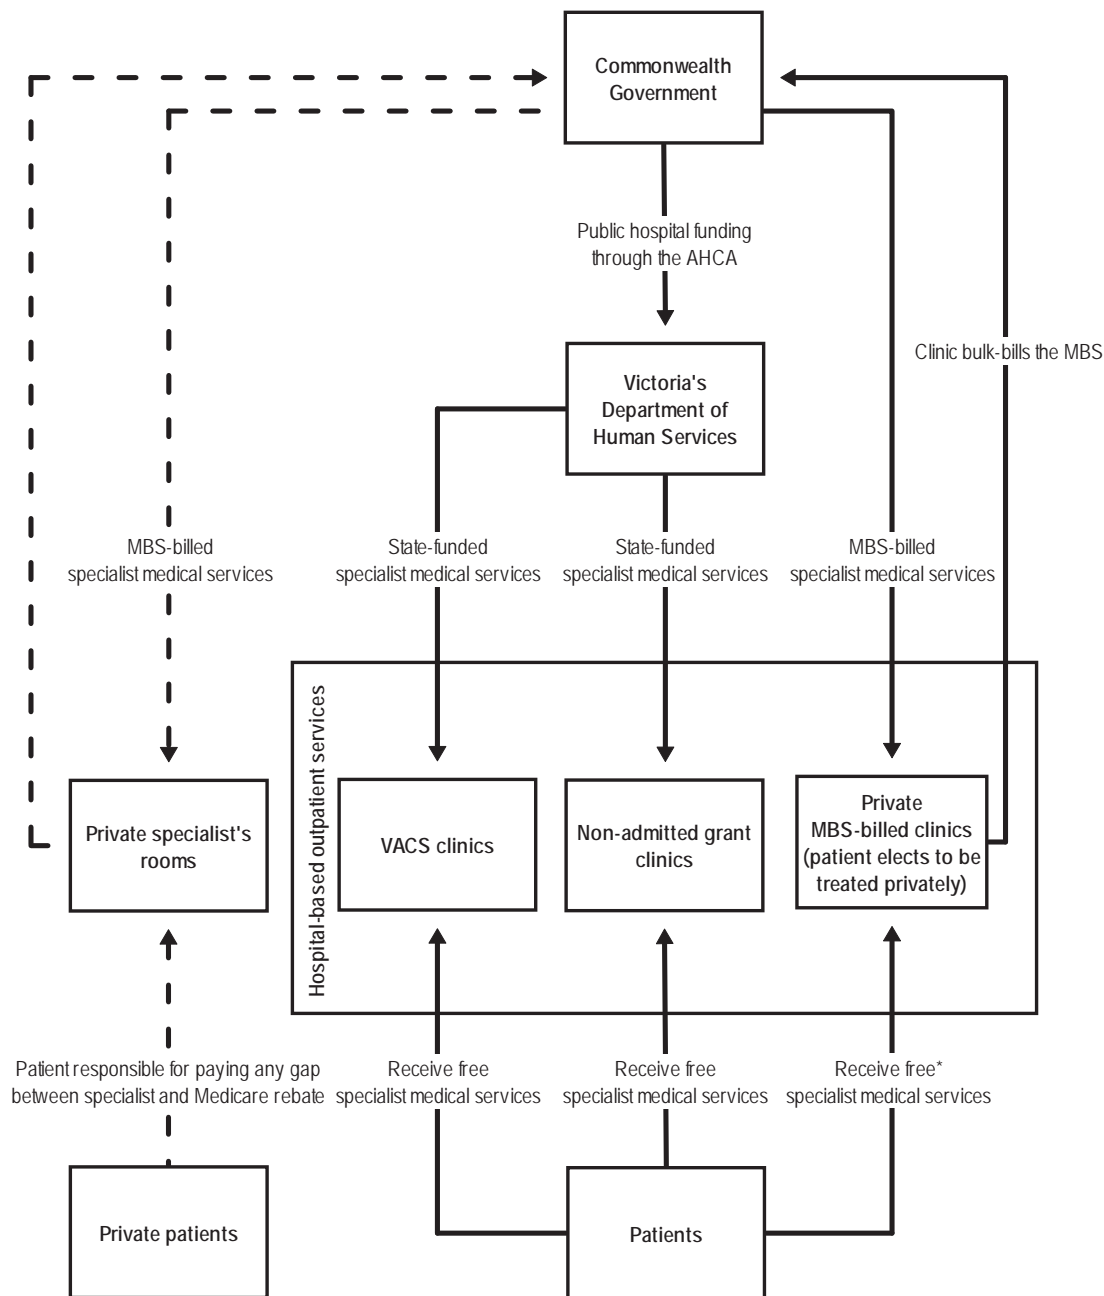 Commonwealth
Government
Public hospital funding
through the AHCA
Clinic bulk-bills the MBS
Victoria's
Department of
Human Services
MBS-billed
specialist medical services
State-funded
specialist medical services
State-funded
specialist medical services
MBS-billed
specialist medical services
Hospital-based outpatient services
Private specialist's
rooms
VACS clinics
Non-admitted grant
clinics
Private
MBS-billed clinics
(patient elects to be
treated privately)
Patient responsible for paying any gap
between specialist and Medicare rebate
Receive free
specialist medical services
Receive free
specialist medical services
Receive free*
specialist medical services
Private patients
Patients